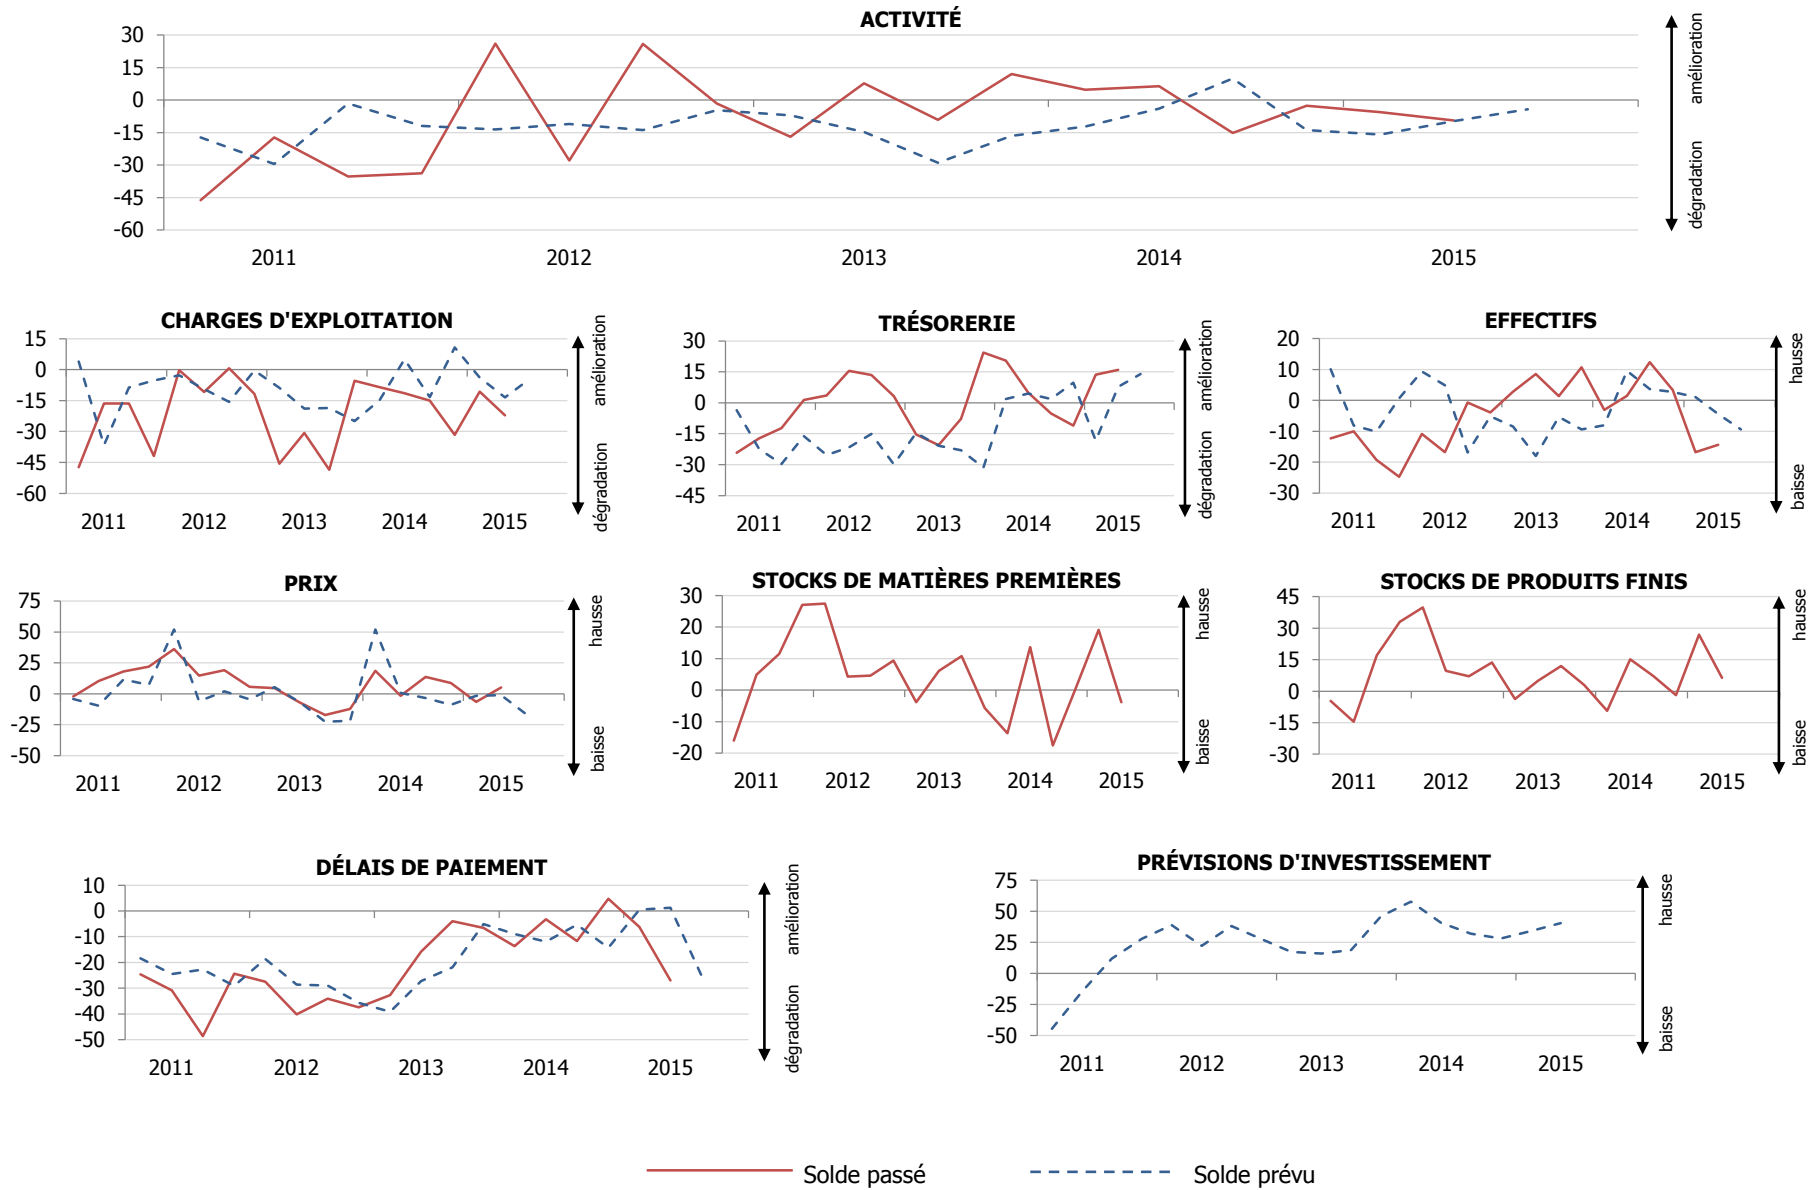 ACTIVITÉ
30
15
0
-15
-30
-45
-60
2011 2012 2013 2014 2015
amélioration
dégradation
CHARGES D'EXPLOITATION
15
0
-15
-30
-45
-60
2011 2012 2013 2014 2015
amélioration
dégradation
TRÉSORERIE
30
15
0
-15
-30
-45
2011 2012 2013 2014 2015
amélioration
dégradation
EFFECTIFS
20
10
0
-10
-20
-30
2011 2012 2013 2014 2015
hausse
baisse
PRIX
75
50
25
0
-25
-50
2011 2012 2013 2014 2015
hausse
baisse
STOCKS DE MATIÈRES PREMIÈRES
30
20
10
0
-10
-20
2011 2012 2013 2014 2015
hausse
baisse
STOCKS DE PRODUITS FINIS
45
30
15
0
-15
-30
2011 2012 2013 2014 2015
hausse
baisse
DÉLAIS DE PAIEMENT
10
0
-10
-20
-30
-40
-50
2011 2012 2013 2014 2015
amélioration
dégradation
PRÉVISIONS D'INVESTISSEMENT
75
50
25
0
-25
-50
2011 2012 2013 2014 2015
hausse
baisse
Solde passé Solde prévu